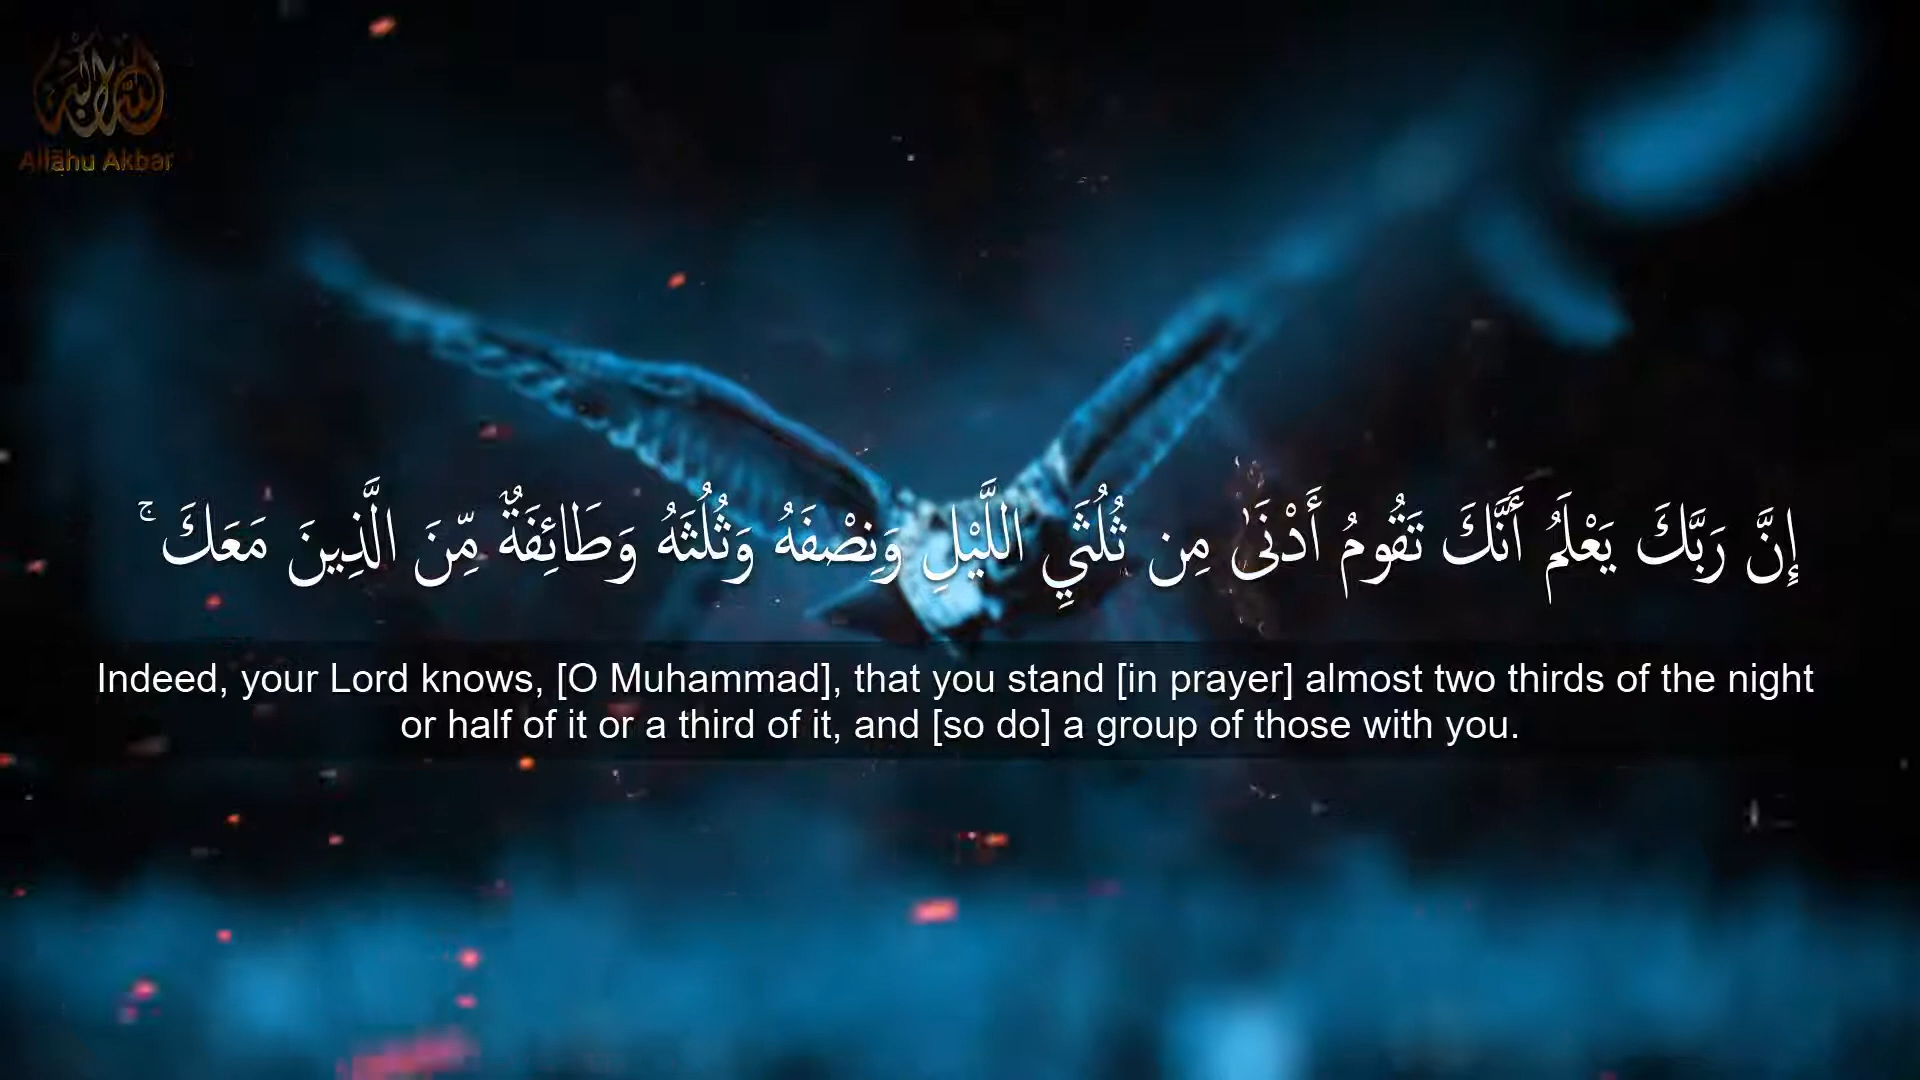 الله أكبر
Allāhu Akbar
إِنَّ رَبَّكَ يَعْلَمُ أَنَّكَ تَقُومُ أَدْنَىٰ مِن ثُلُثَيِ اللَّيْلِ وَنِصْفَهُ وَثُلُثَهُ وَطَائِفَةٌ مِّنَ الَّذِينَ مَعَكَ ۚ
Indeed, your Lord knows, [O Muhammad], that you stand [in prayer] almost two thirds of the night
or half of it or a third of it, and [so do] a group of those with you.